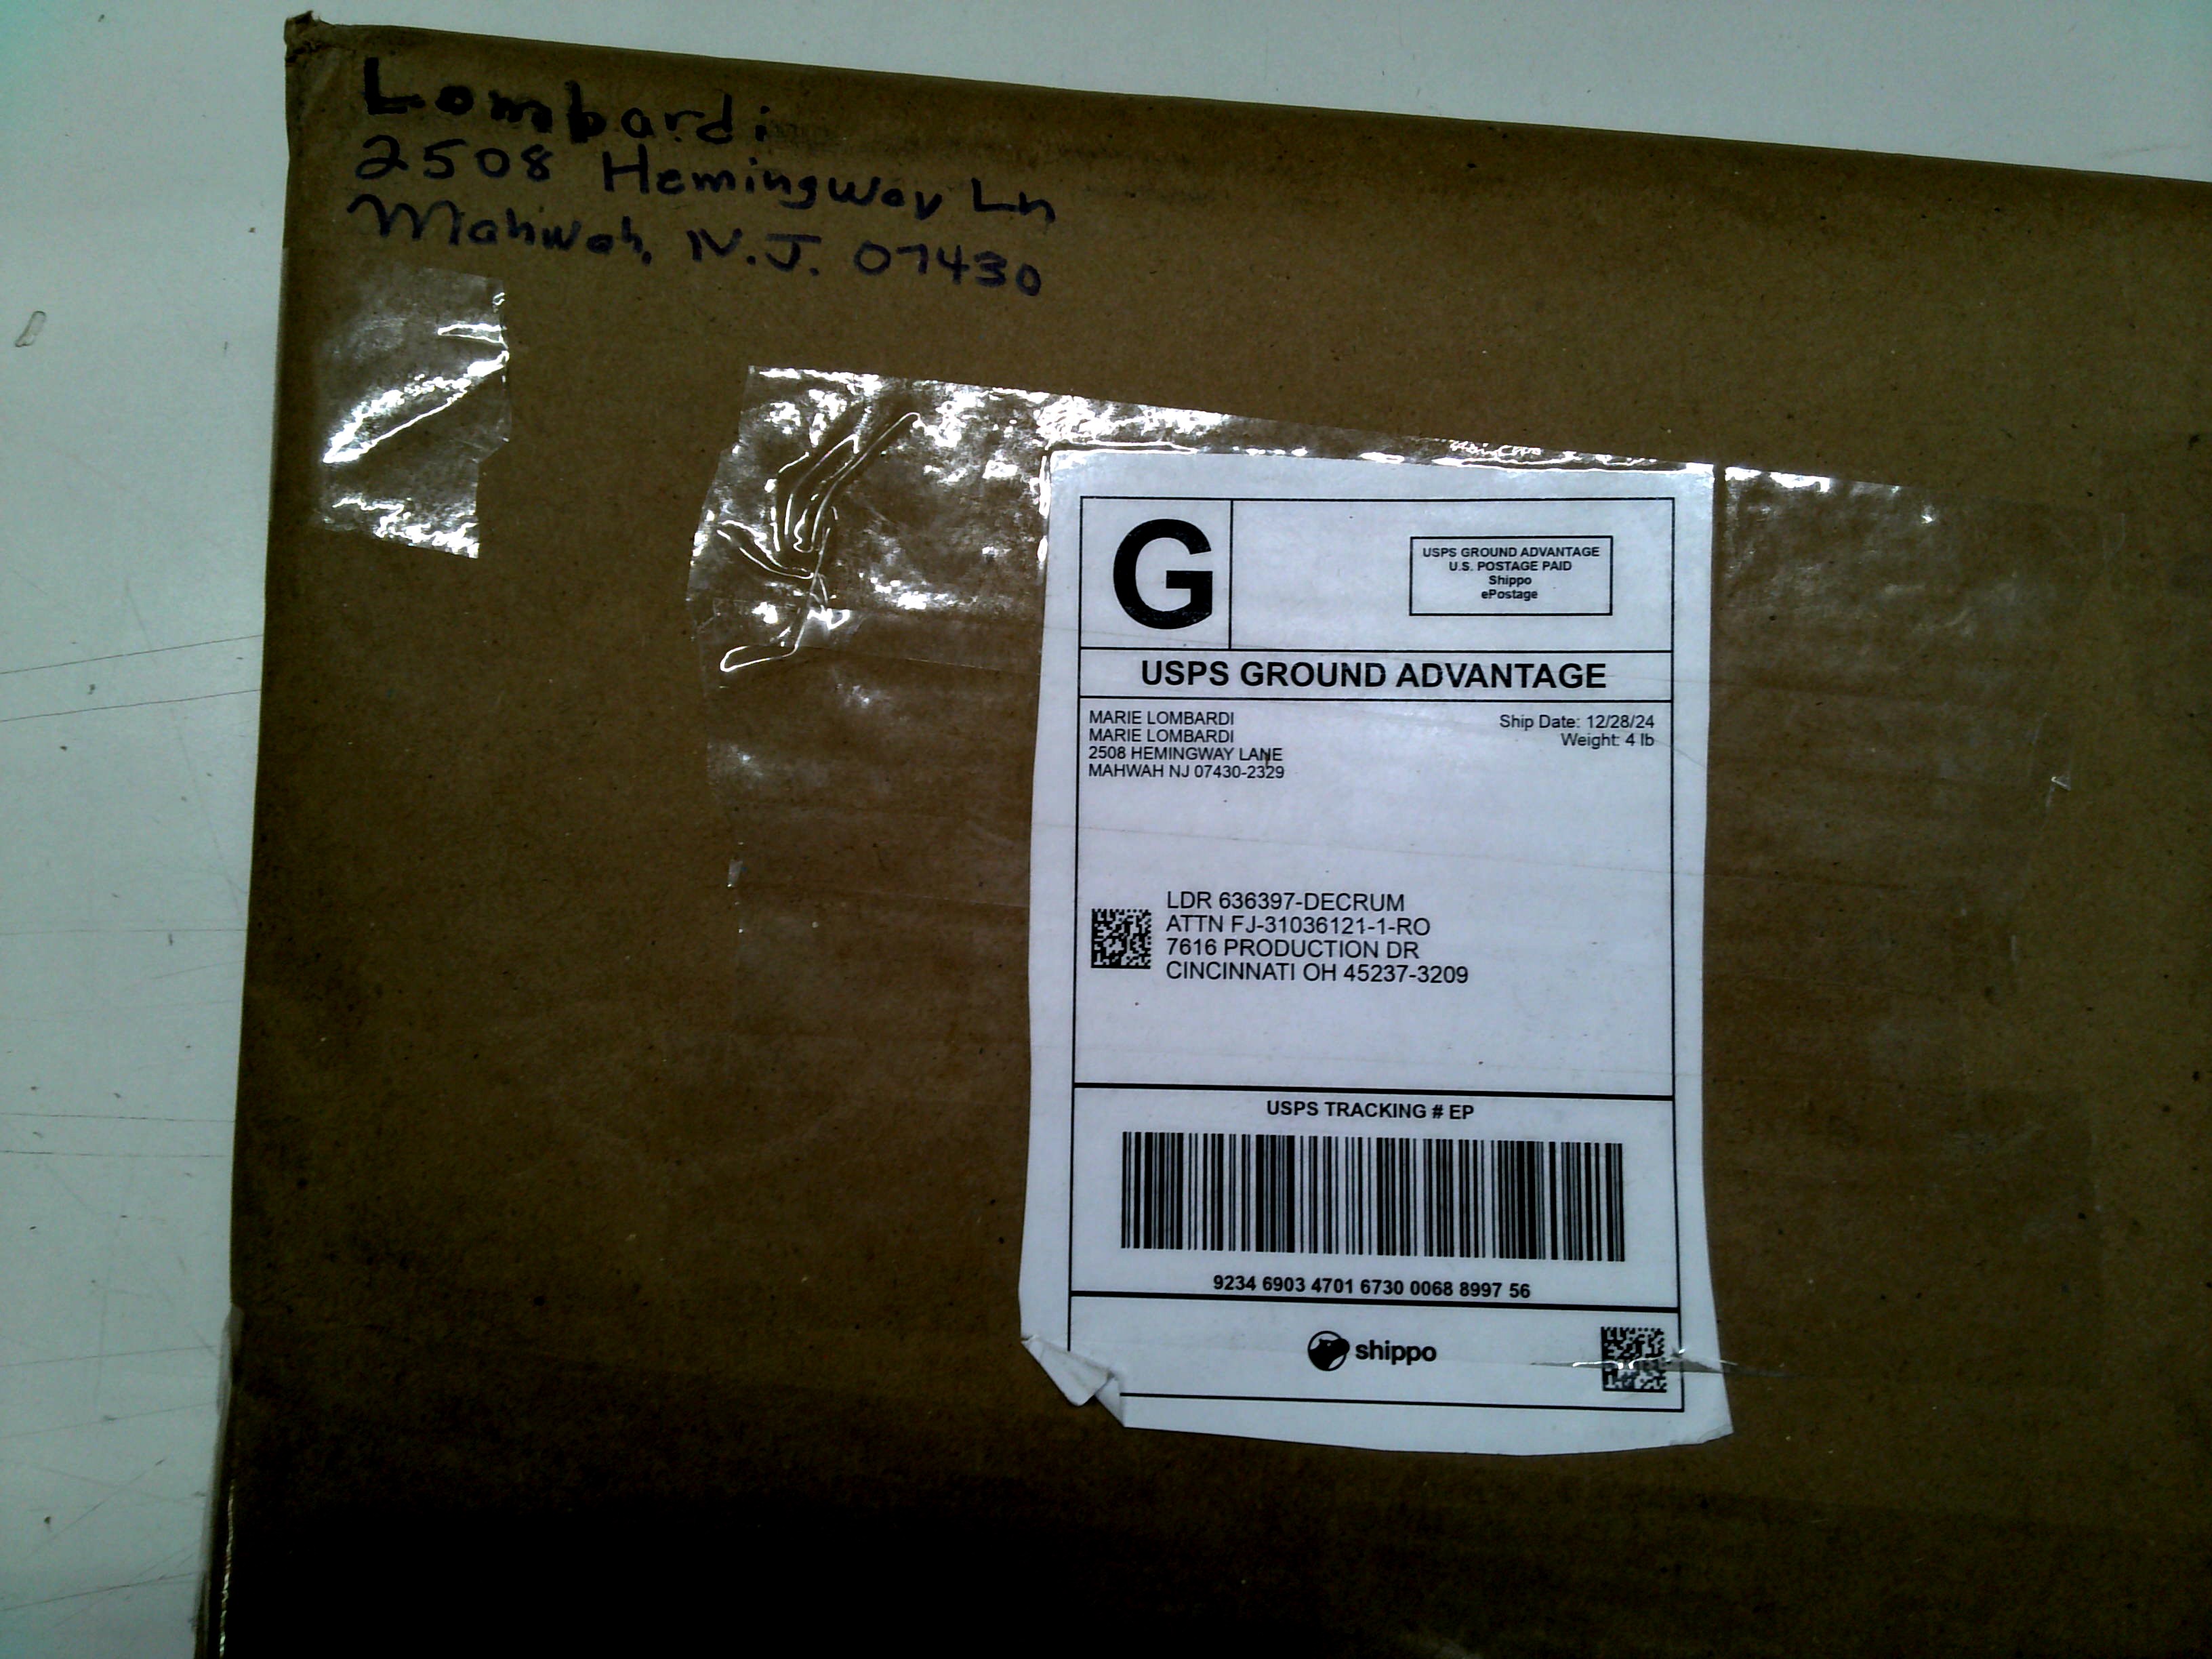 Lombardi
2508 Hemingway Ln
Mahwah, N.J. 07430
G
USPS GROUND ADVANTAGE
U.S. POSTAGE PAID
Shippo
ePostage
USPS GROUND ADVANTAGE
MARIE LOMBARDI
MARIE LOMBARDI
2508 HEMINGWAY LANE
MAHWAH NJ 07430-2329
Ship Date: 12/28/24
Weight: 4 lb
LDR 636397-DECRUM
ATTN FJ-31036121-1-RO
7616 PRODUCTION DR
CINCINNATI OH 45237-3209
USPS TRACKING # EP
9234 6903 4701 6730 0068 8997 56
shippo